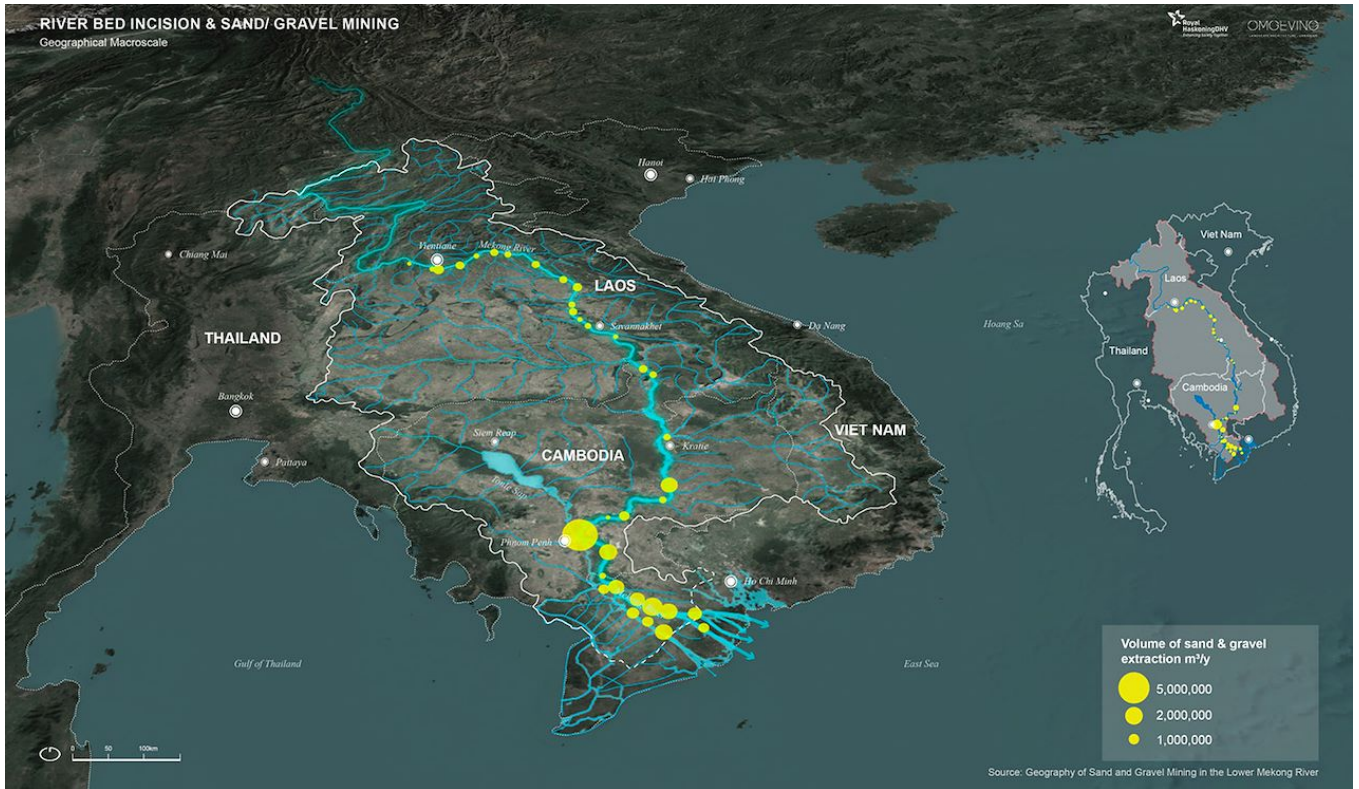 RIVER BED INCISION & SAND/ GRAVEL MINING
Geographical Macroscale
Royal
HaskoningDHV
Enhancing Society Together
OMGEVING
Hanoi
Hai Phong
Viet Nam
Chiang Mai
Vientiane
Mekong River
Laos
LAOS
THAILAND
Savannakhet
Da Nang
Hoang Sa
Thailand
Bangkok
Cambodia
Siem Reap
Kratie
VIET NAM
Pattaya
CAMBODIA
Tonle Sap
Phnom Penh
Ho Chi Minh
Gulf of Thailand
East Sea
Volume of sand & gravel
extraction m³/y
5,000,000
2,000,000
1,000,000
0 50 100km
Source: Geography of Sand and Gravel Mining in the Lower Mekong River